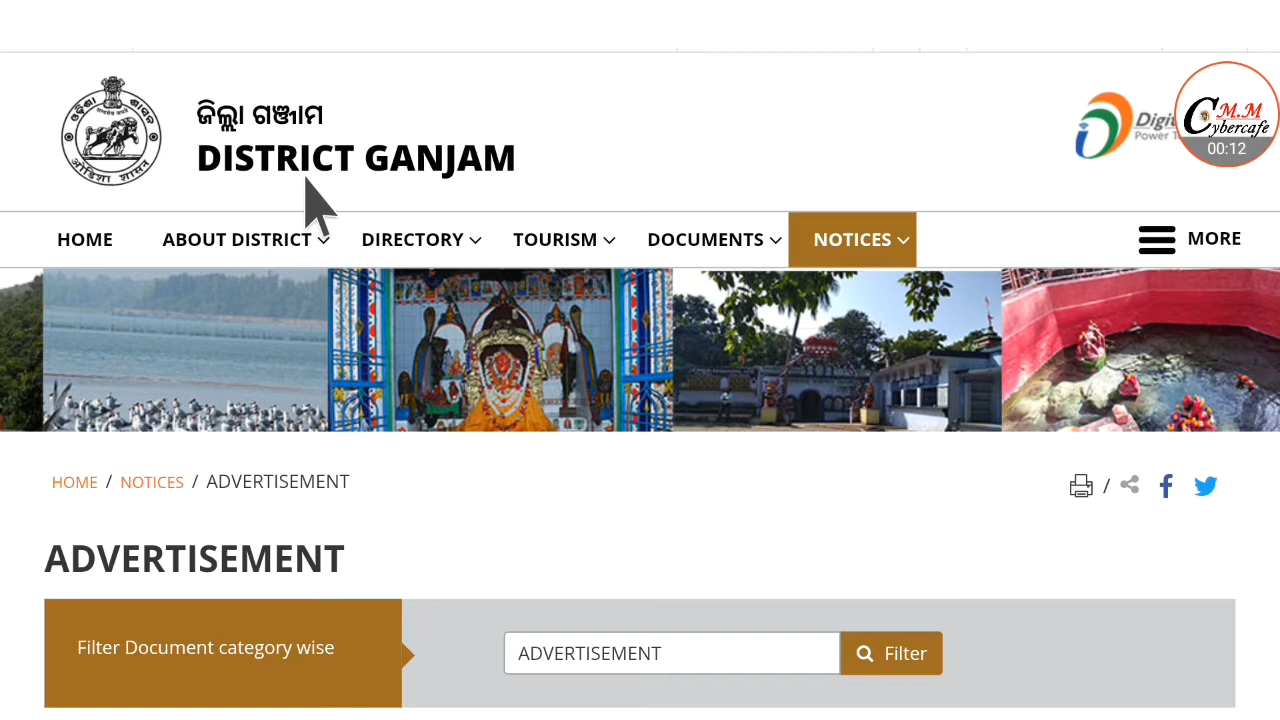 ଜିଲ୍ଲା ଗଞ୍ଜାମ
DISTRICT GANJAM
Power
C M.M
Cybercafe
00:12
HOME
ABOUT DISTRICT
DIRECTORY
TOURISM
DOCUMENTS
NOTICES
MORE
HOME / NOTICES / ADVERTISEMENT
/
ADVERTISEMENT
Filter Document category wise
ADVERTISEMENT
Filter